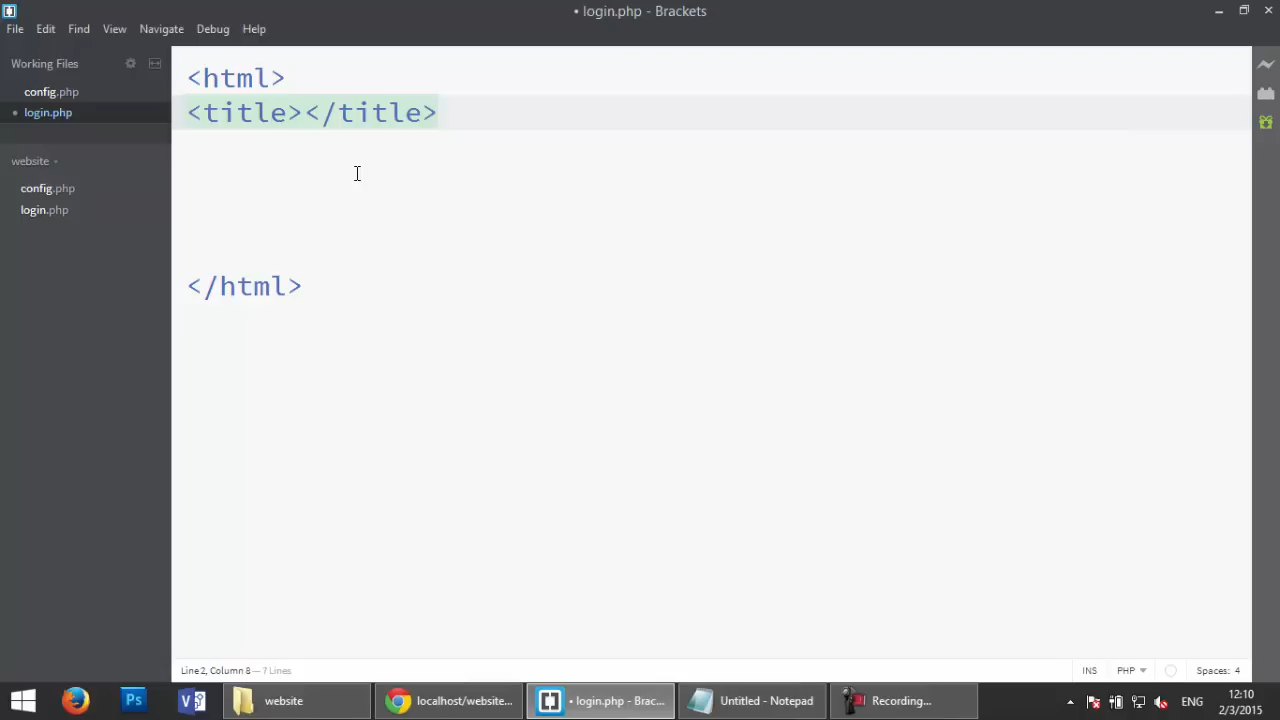 • login.php - Brackets
File Edit Find View Navigate Debug Help
Working Files
config.php
• login.php
website
config.php
login.php
<html>
<title></title>
</html>
Line 2, Column 8 — 7 Lines
INS PHP Spaces: 4
Ps
website
localhost/website...
• login.php - Brac...
Untitled - Notepad
Recording...
ENG
12:10
2/3/2015